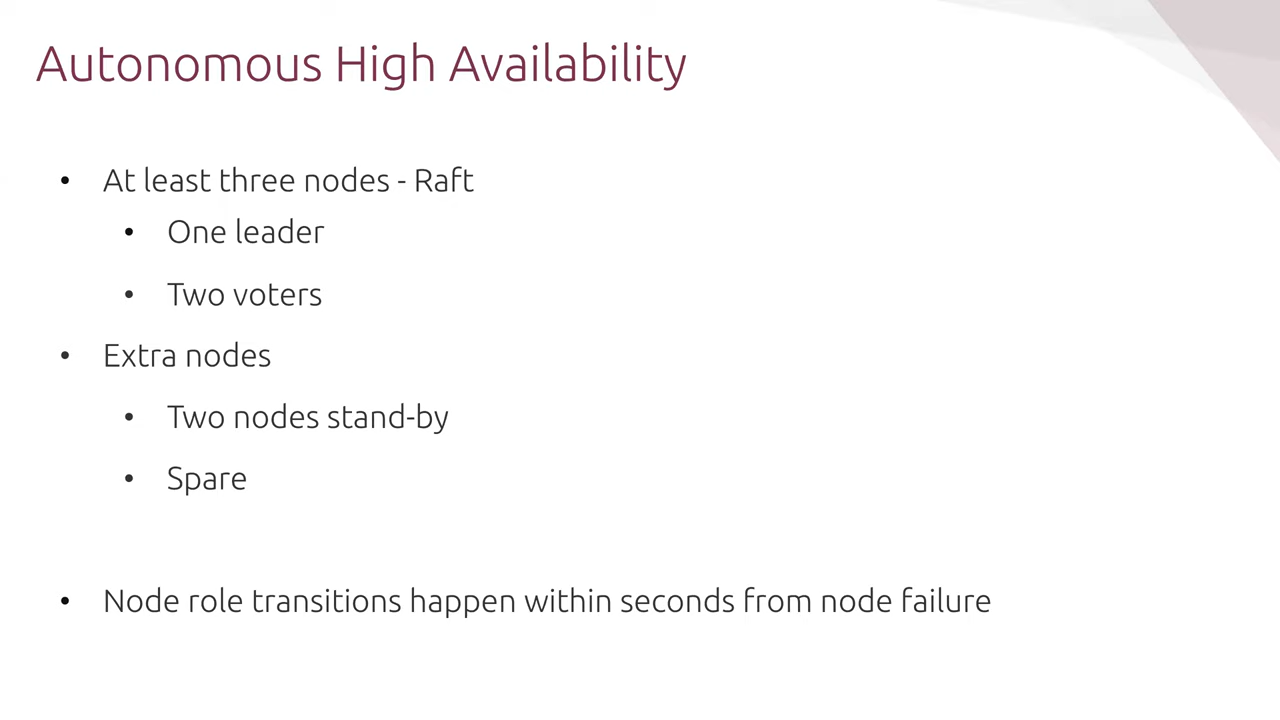 Autonomous High Availability
• At least three nodes - Raft
• One leader
• Two voters
• Extra nodes
• Two nodes stand-by
• Spare
• Node role transitions happen within seconds from node failure